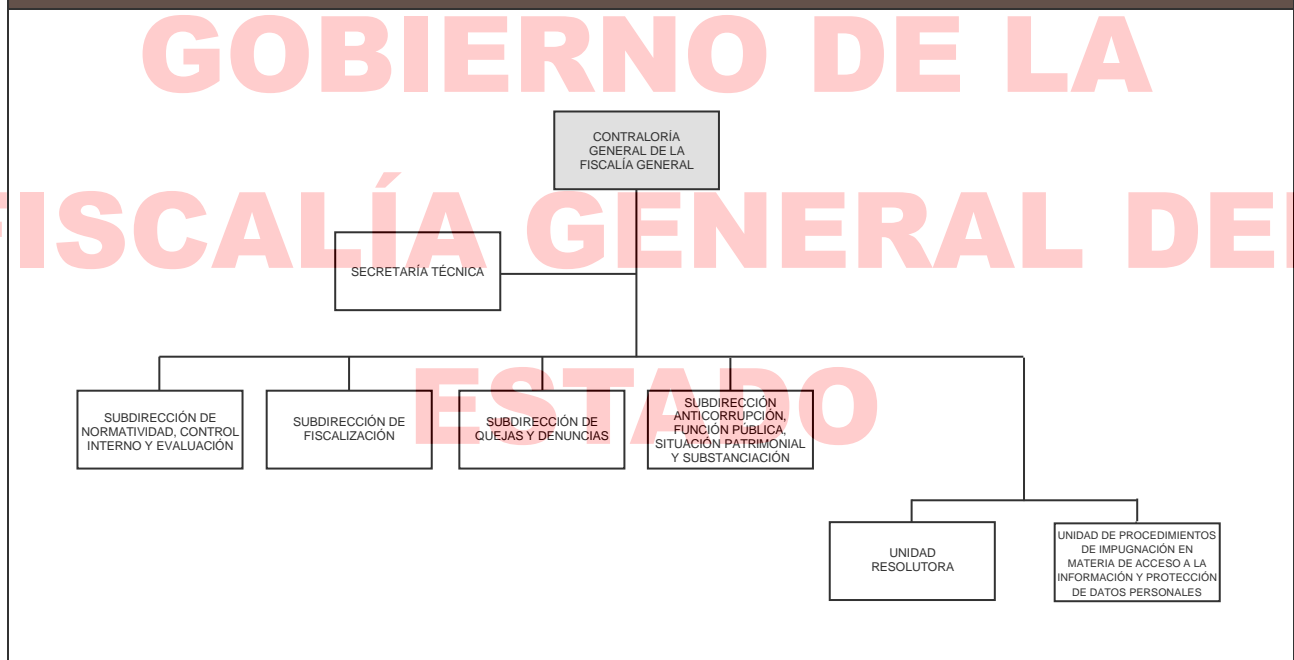 GOBIERNO DE LA
CONTRALORÍA
GENERAL DE LA
FISCALÍA GENERAL
FISCALÍA GENERAL DEL
SECRETARÍA TÉCNICA
ESTADO
SUBDIRECCIÓN DE
NORMATIVIDAD, CONTROL
INTERNO Y EVALUACIÓN
SUBDIRECCIÓN DE
FISCALIZACIÓN
SUBDIRECCIÓN DE
QUEJAS Y DENUNCIAS
SUBDIRECCIÓN
ANTICORRUPCIÓN,
FUNCIÓN PÚBLICA,
SITUACIÓN PATRIMONIAL
Y SUBSTANCIACIÓN
UNIDAD
RESOLUTORA
UNIDAD DE PROCEDIMIENTOS
DE IMPUGNACIÓN EN
MATERIA DE ACCESO A LA
INFORMACIÓN Y PROTECCIÓN
DE DATOS PERSONALES